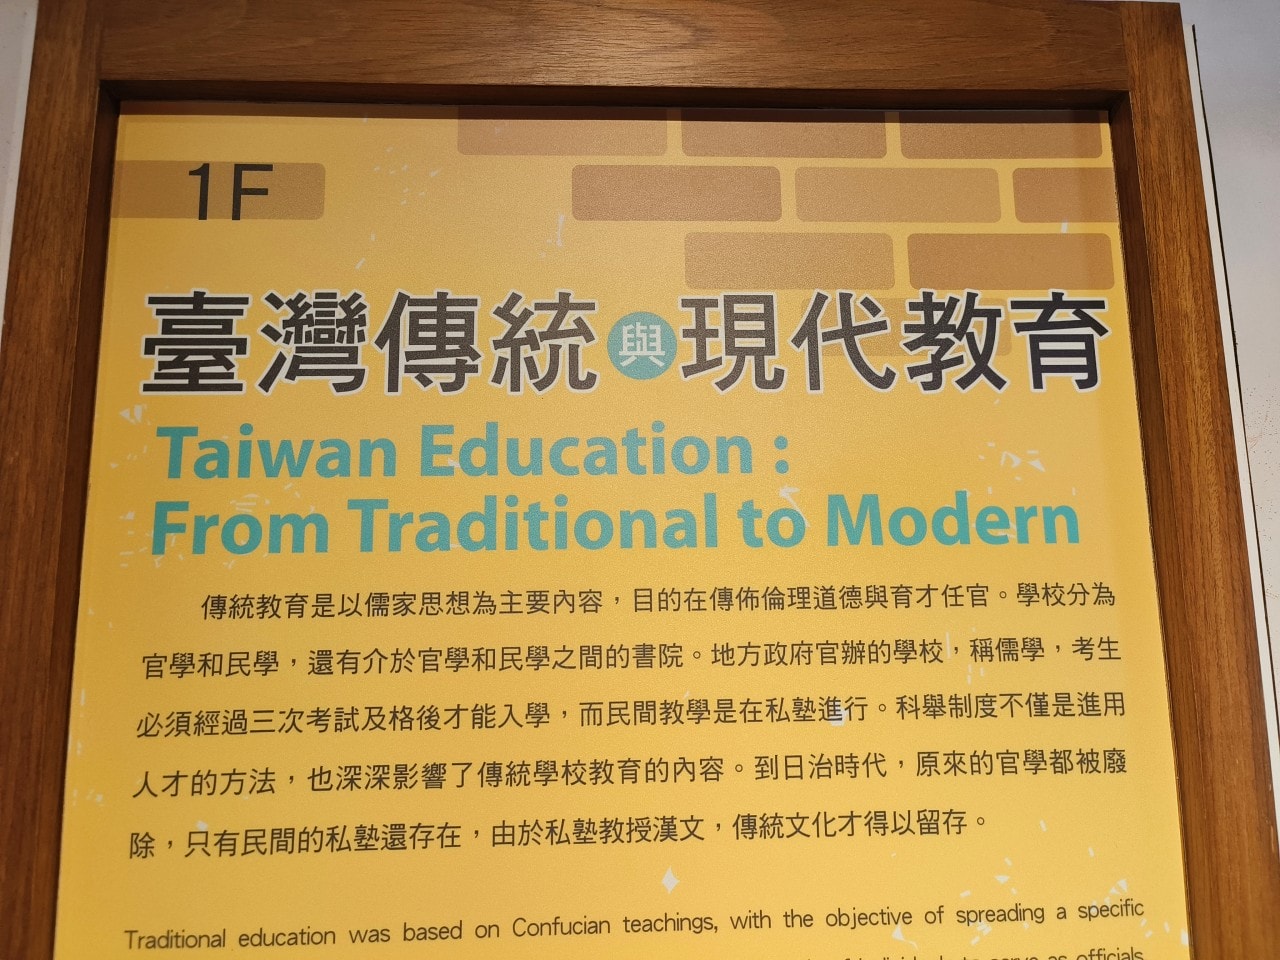 1F
臺灣傳統與現代教育
Taiwan Education :
From Traditional to Modern
傳統教育是以儒家思想為主要內容，目的在傳佈倫理道德與育才任官。學校分為
官學和民學，還有介於官學和民學之間的書院。地方政府官辦的學校，稱儒學，考生
必須經過三次考試及格後才能入學，而民間教學是在私塾進行。科舉制度不僅是進用
人才的方法，也深深影響了傳統學校教育的內容。到日治時代，原來的官學都被廢
除，只有民間的私塾還存在，由於私塾教授漢文，傳統文化才得以留存。
Traditional education was based on Confucian teachings, with the objective of spreading a specific
to serve as officials